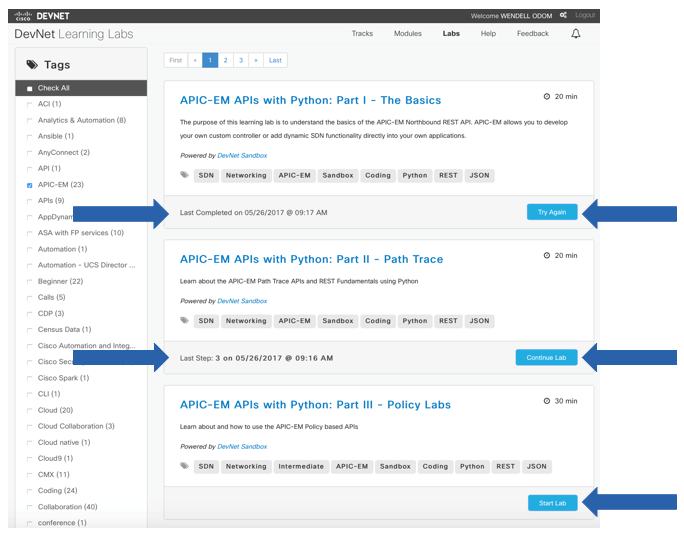 CISCO DEVNET
Welcome WENDELL ODOM Logout
DevNet Learning Labs
Tracks Modules Labs Help Feedback
Tags
Check All
ACI (1)
Analytics & Automation (8)
Ansible (1)
AnyConnect (2)
API (1)
APIC-EM (23)
APIs (9)
AppDynam
ASA with FP services (10)
Automation (1)
Automation - UCS Director ...
Beginner (22)
Calls (5)
CDP (3)
Census Data (1)
Cisco Automation and Integ...
Cisco Sec
Cisco Spark (1)
CLI (1)
Cloud (20)
Cloud Collaboration (3)
Cloud native (1)
Cloud9 (1)
CMX (11)
Coding (24)
Collaboration (40)
conference (1)
First « 1 2 3 » Last
APIC-EM APIs with Python: Part I - The Basics
20 min
The purpose of this learning lab is to understand the basics of the APIC-EM Northbound REST API. APIC-EM allows you to develop
your own custom controller or add dynamic SDN functionality directly into your own applications.
Powered by DevNet Sandbox
SDN Networking APIC-EM Sandbox Coding Python REST JSON
Last Completed on 05/26/2017 @ 09:17 AM
Try Again
APIC-EM APIs with Python: Part II - Path Trace
20 min
Learn about the APIC-EM Path Trace APIs and REST Fundamentals using Python
Powered by DevNet Sandbox
SDN Networking APIC-EM Sandbox Coding Python REST JSON
Last Step: 3 on 05/26/2017 @ 09:16 AM
Continue Lab
APIC-EM APIs with Python: Part III - Policy Labs
30 min
Learn about and how to use the APIC-EM Policy based APIs
Powered by DevNet Sandbox
SDN Networking Intermediate APIC-EM Sandbox Coding Python REST JSON
Start Lab